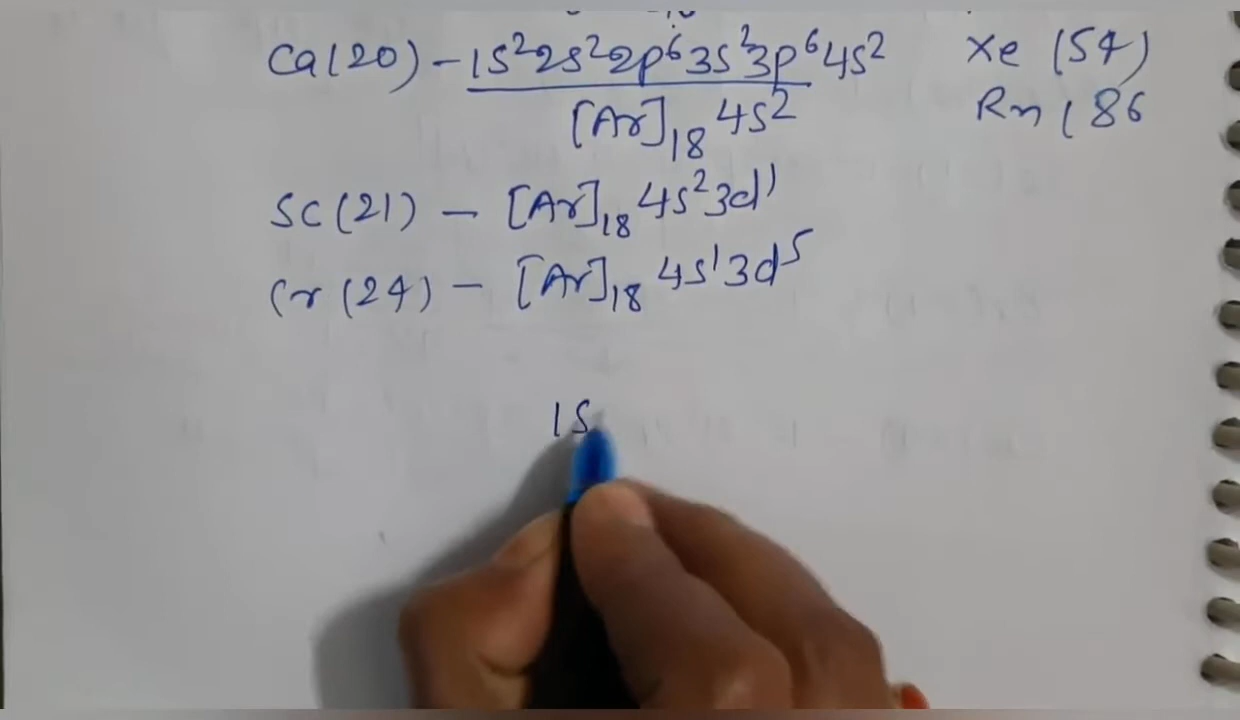 Ca(20) - 1s²2s²2p⁶3s²3p⁶4s² Xe (54)
[Ar]₁₈ 4s² Rn ( 86
Sc(21) - [Ar]₁₈ 4s²3d¹
Cr (24) - [Ar]₁₈ 4s¹3d⁵
1s